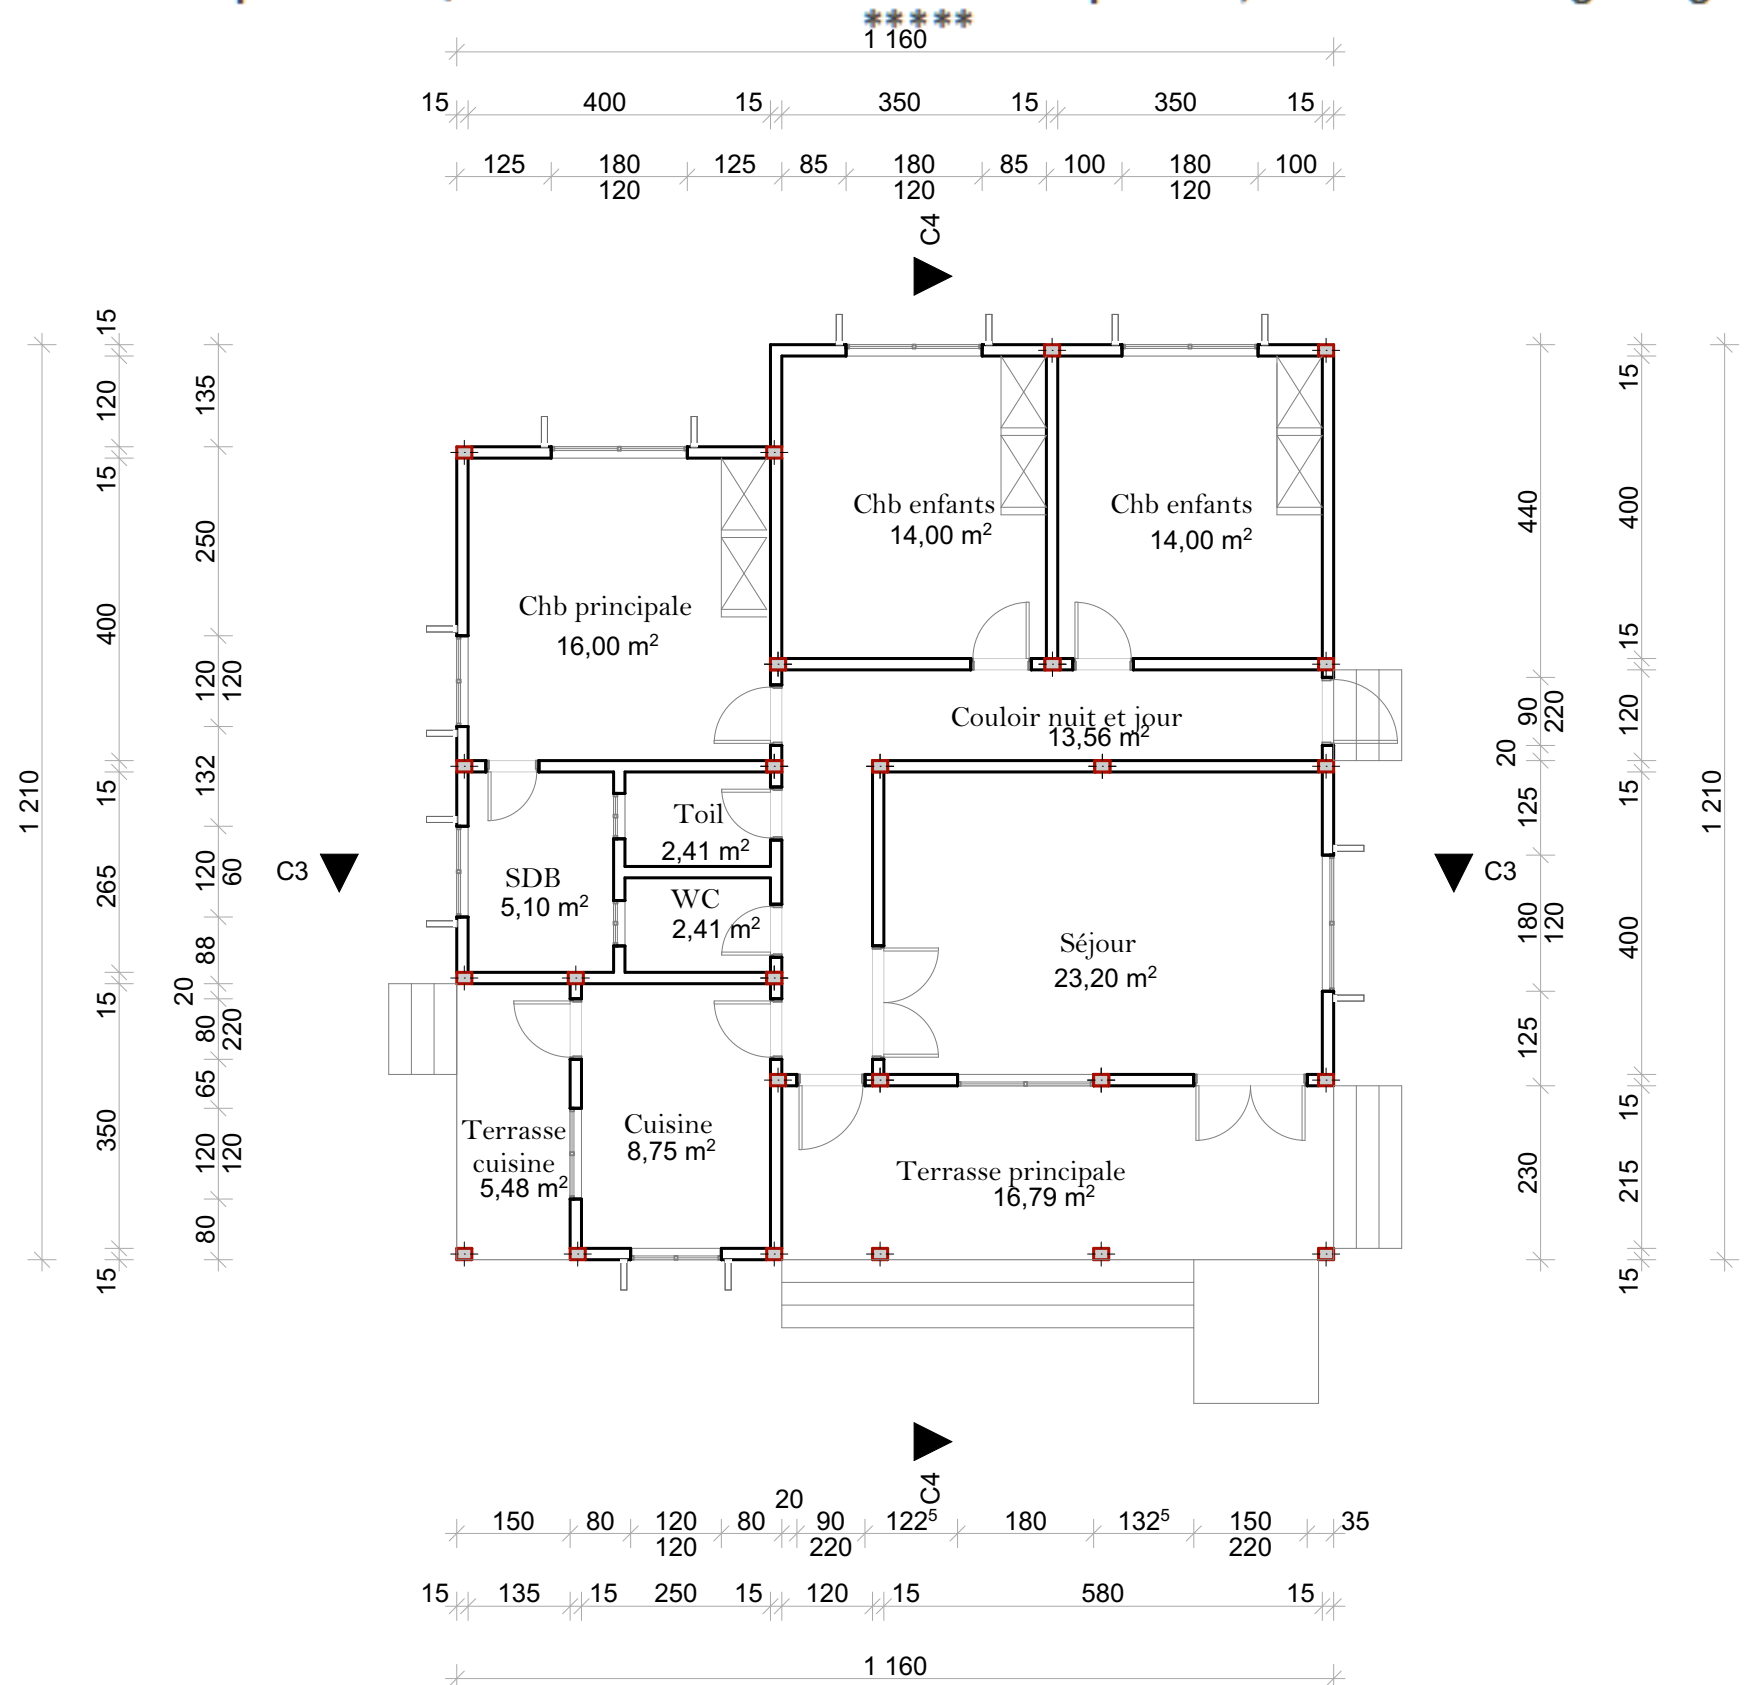 *****
1 160
15 400 15 350 15 350 15
125 180 125 85 180 85 100 180 100
120 120 120
C4
15
120
15
400
15
265
15
350
15
1 210
135
250
120
120
132
120
60
88
20
80
220
65
120
120
80
Chb enfants
14,00 m²
Chb enfants
14,00 m²
Chb principale
16,00 m²
Couloir nuit et jour
13,56 m²
Toil
2,41 m²
SDB
5,10 m²
WC
2,41 m²
Séjour
23,20 m²
Cuisine
8,75 m²
Terrasse
cuisine
5,48 m²
Terrasse principale
16,79 m²
C3
C3
440
90
220
20
125
180
120
125
230
15
400
15
120
15
400
15
215
15
1 210
C4
20
150 80 120 80 90 122⁵ 180 132⁵ 150 35
120 220 220
15 135 15 250 15 120 15 580 15
1 160